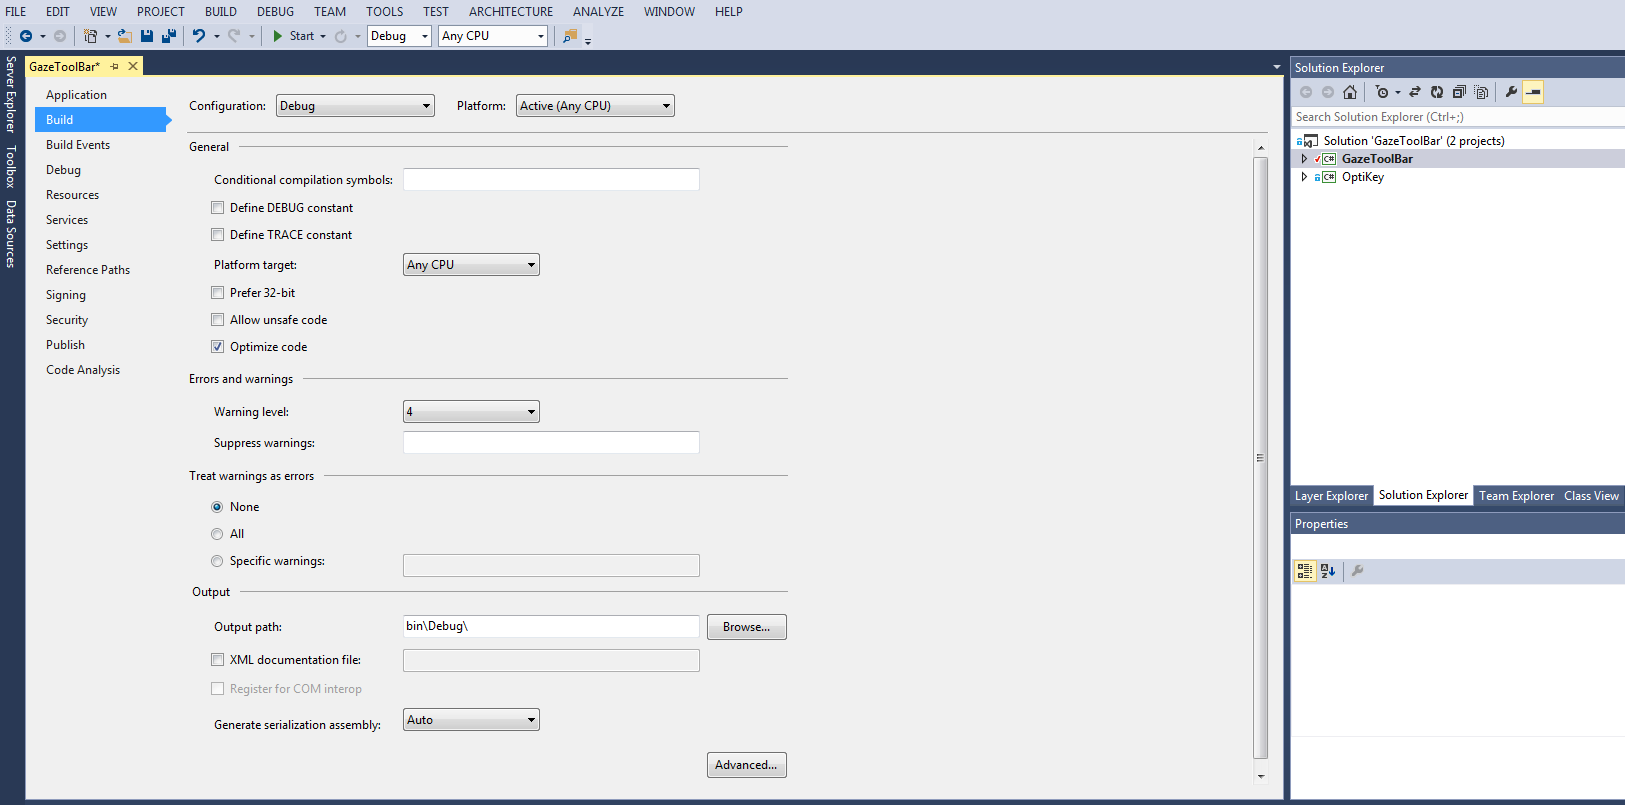 FILE EDIT VIEW PROJECT BUILD DEBUG TEAM TOOLS TEST ARCHITECTURE ANALYZE WINDOW HELP
Start Debug Any CPU
Server Explorer
Toolbox
Data Sources
GazeToolBar*
Application
Build
Build Events
Debug
Resources
Services
Settings
Reference Paths
Signing
Security
Publish
Code Analysis
Configuration: Debug Platform: Active (Any CPU)
General
Conditional compilation symbols:
Define DEBUG constant
Define TRACE constant
Platform target: Any CPU
Prefer 32-bit
Allow unsafe code
Optimize code
Errors and warnings
Warning level: 4
Suppress warnings:
Treat warnings as errors
None
All
Specific warnings:
Output
Output path: bin\Debug\ Browse...
XML documentation file:
Register for COM interop
Generate serialization assembly: Auto
Advanced...
Solution Explorer
Search Solution Explorer (Ctrl+;)
Solution 'GazeToolBar' (2 projects)
C# GazeToolBar
C# OptiKey
Layer Explorer Solution Explorer Team Explorer Class View
Properties